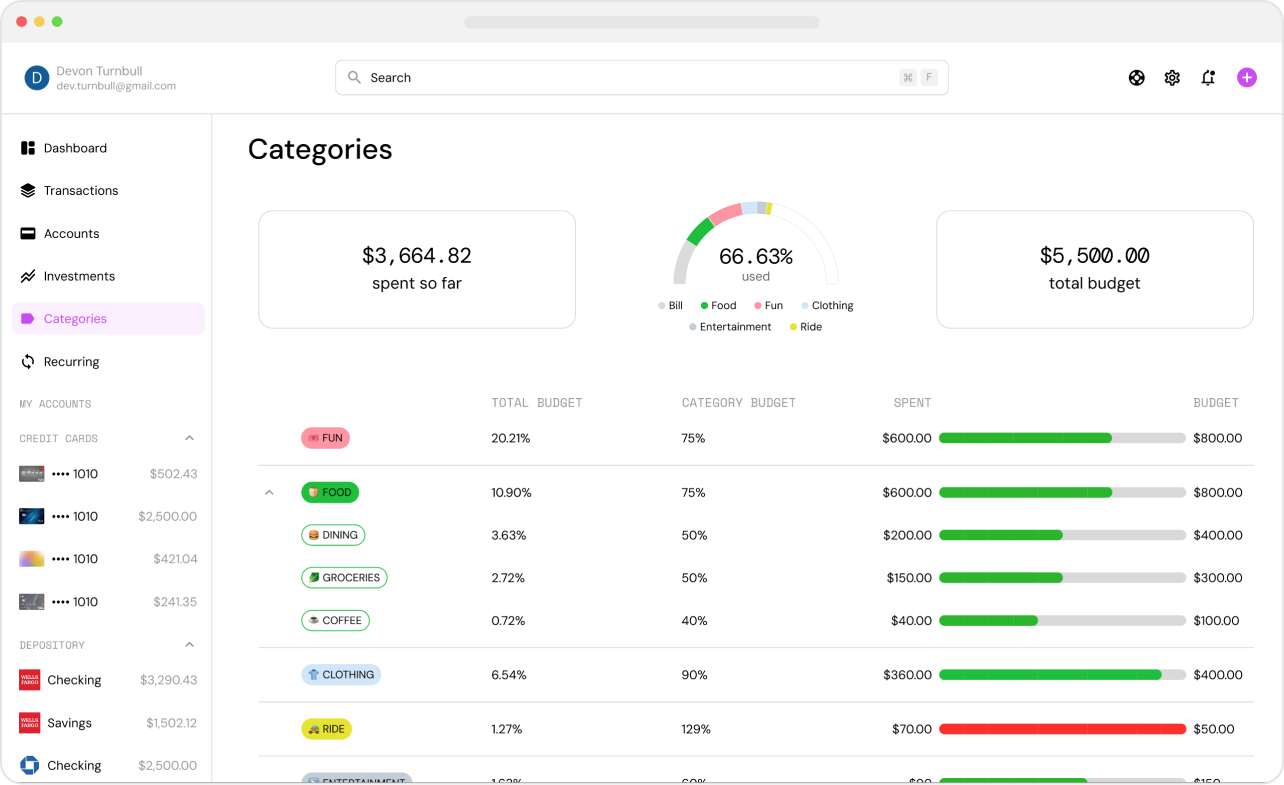 D
Devon Turnbull
dev.turnbull@gmail.com
Search
⌘ F
Dashboard
Transactions
Accounts
Investments
Categories
Recurring
MY ACCOUNTS
CREDIT CARDS
•••• 1010 $502.43
•••• 1010 $2,500.00
•••• 1010 $421.04
•••• 1010 $241.35
DEPOSITORY
WELLS
FARGO
Checking $3,290.43
WELLS
FARGO
Savings $1,502.12
Checking $2,500.00
Categories
$3,664.82
spent so far
66.63%
used
Bill Food Fun Clothing
Entertainment Ride
$5,500.00
total budget
TOTAL BUDGET CATEGORY BUDGET SPENT BUDGET
FUN 20.21% 75% $600.00 $800.00
FOOD 10.90% 75% $600.00 $800.00
DINING 3.63% 50% $200.00 $400.00
GROCERIES 2.72% 50% $150.00 $300.00
COFFEE 0.72% 40% $40.00 $100.00
CLOTHING 6.54% 90% $360.00 $400.00
RIDE 1.27% 129% $70.00 $50.00
ENTERTAINMENT 1.63% 60% $90 $150